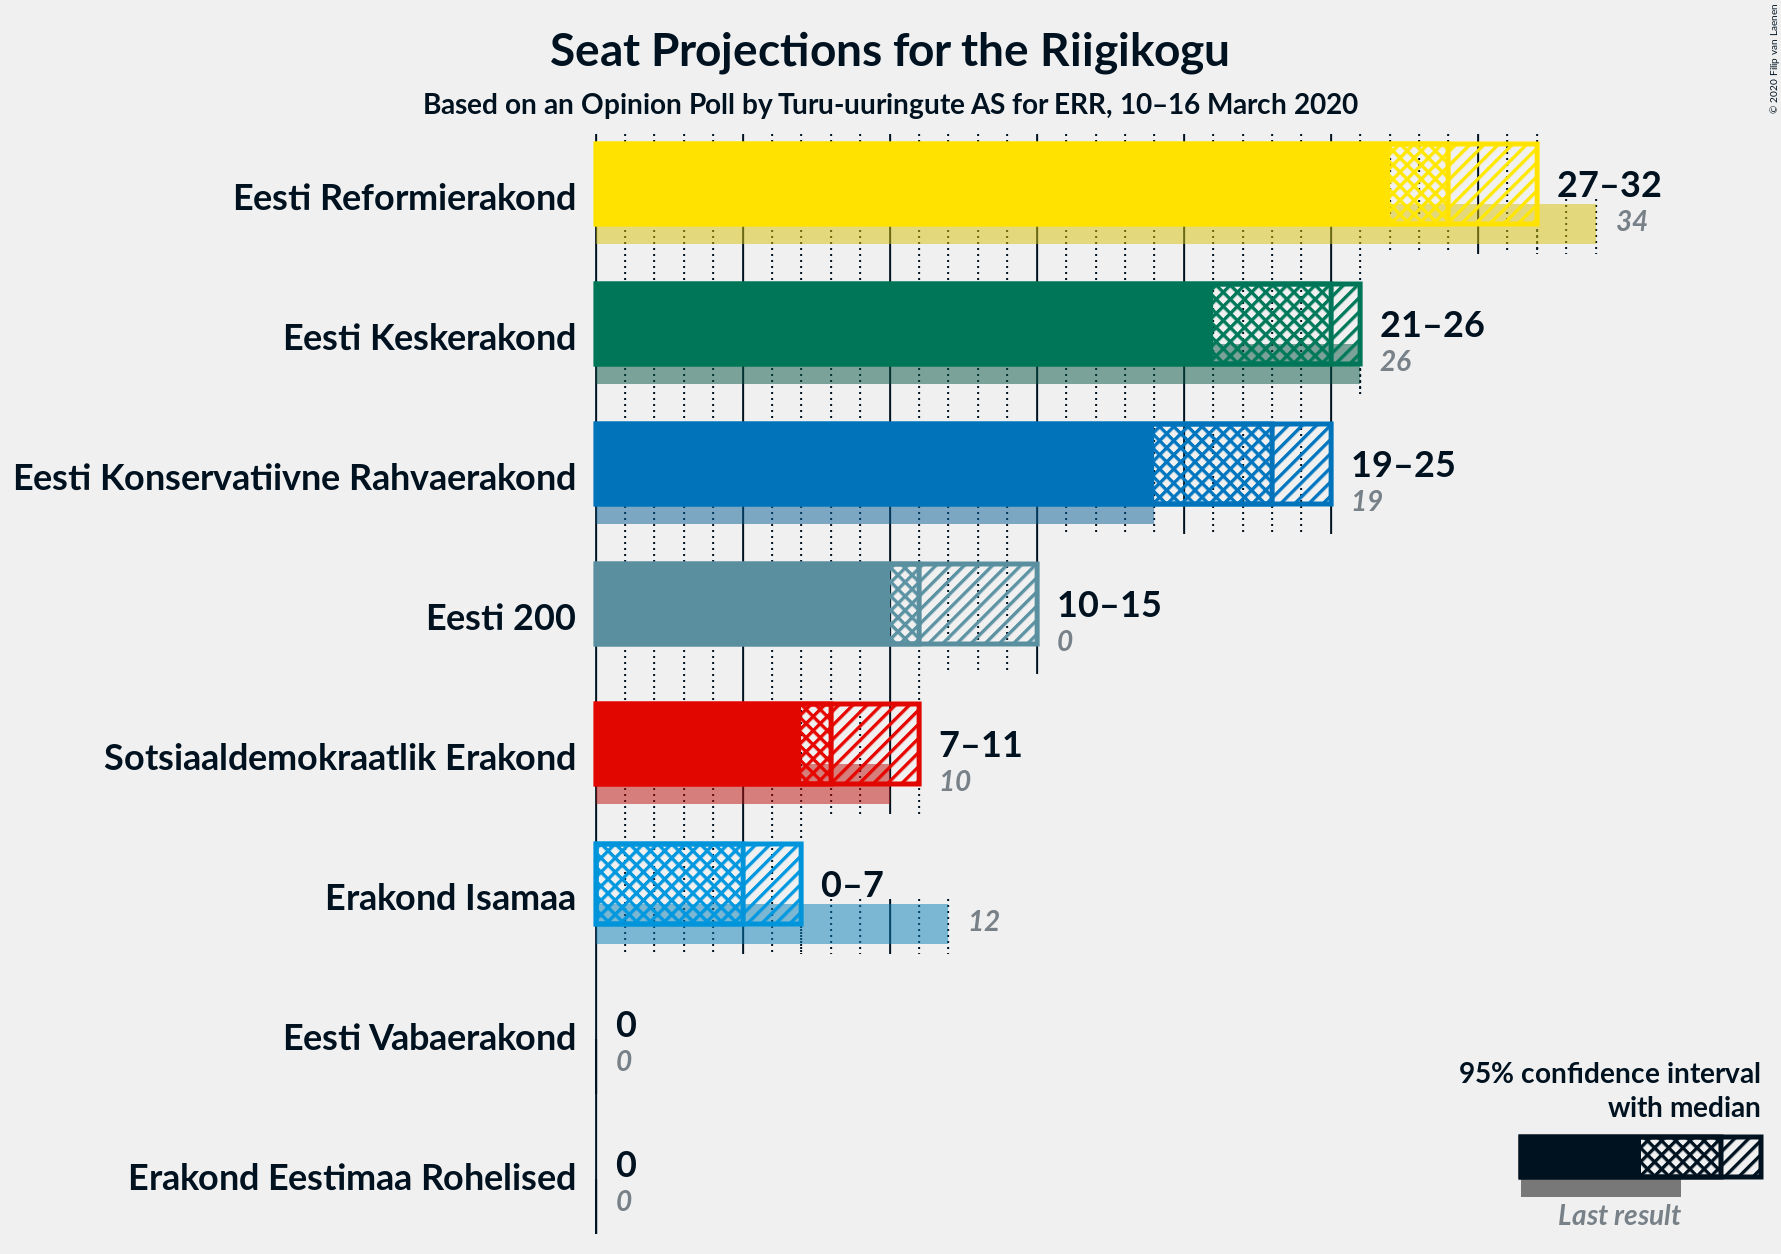 Seat Projections for the Riigikogu
Based on an Opinion Poll by Turu-uuringute AS for ERR, 10–16 March 2020
© 2020 Filip van Laenen
Eesti Reformierakond
27–32
34
Eesti Keskerakond
21–26
26
Eesti Konservatiivne Rahvaerakond
19–25
19
Eesti 200
10–15
0
Sotsiaaldemokraatlik Erakond
7–11
10
Erakond Isamaa
0–7
12
Eesti Vabaerakond
0
0
Erakond Eestimaa Rohelised
0
0
95% confidence interval
with median
Last result